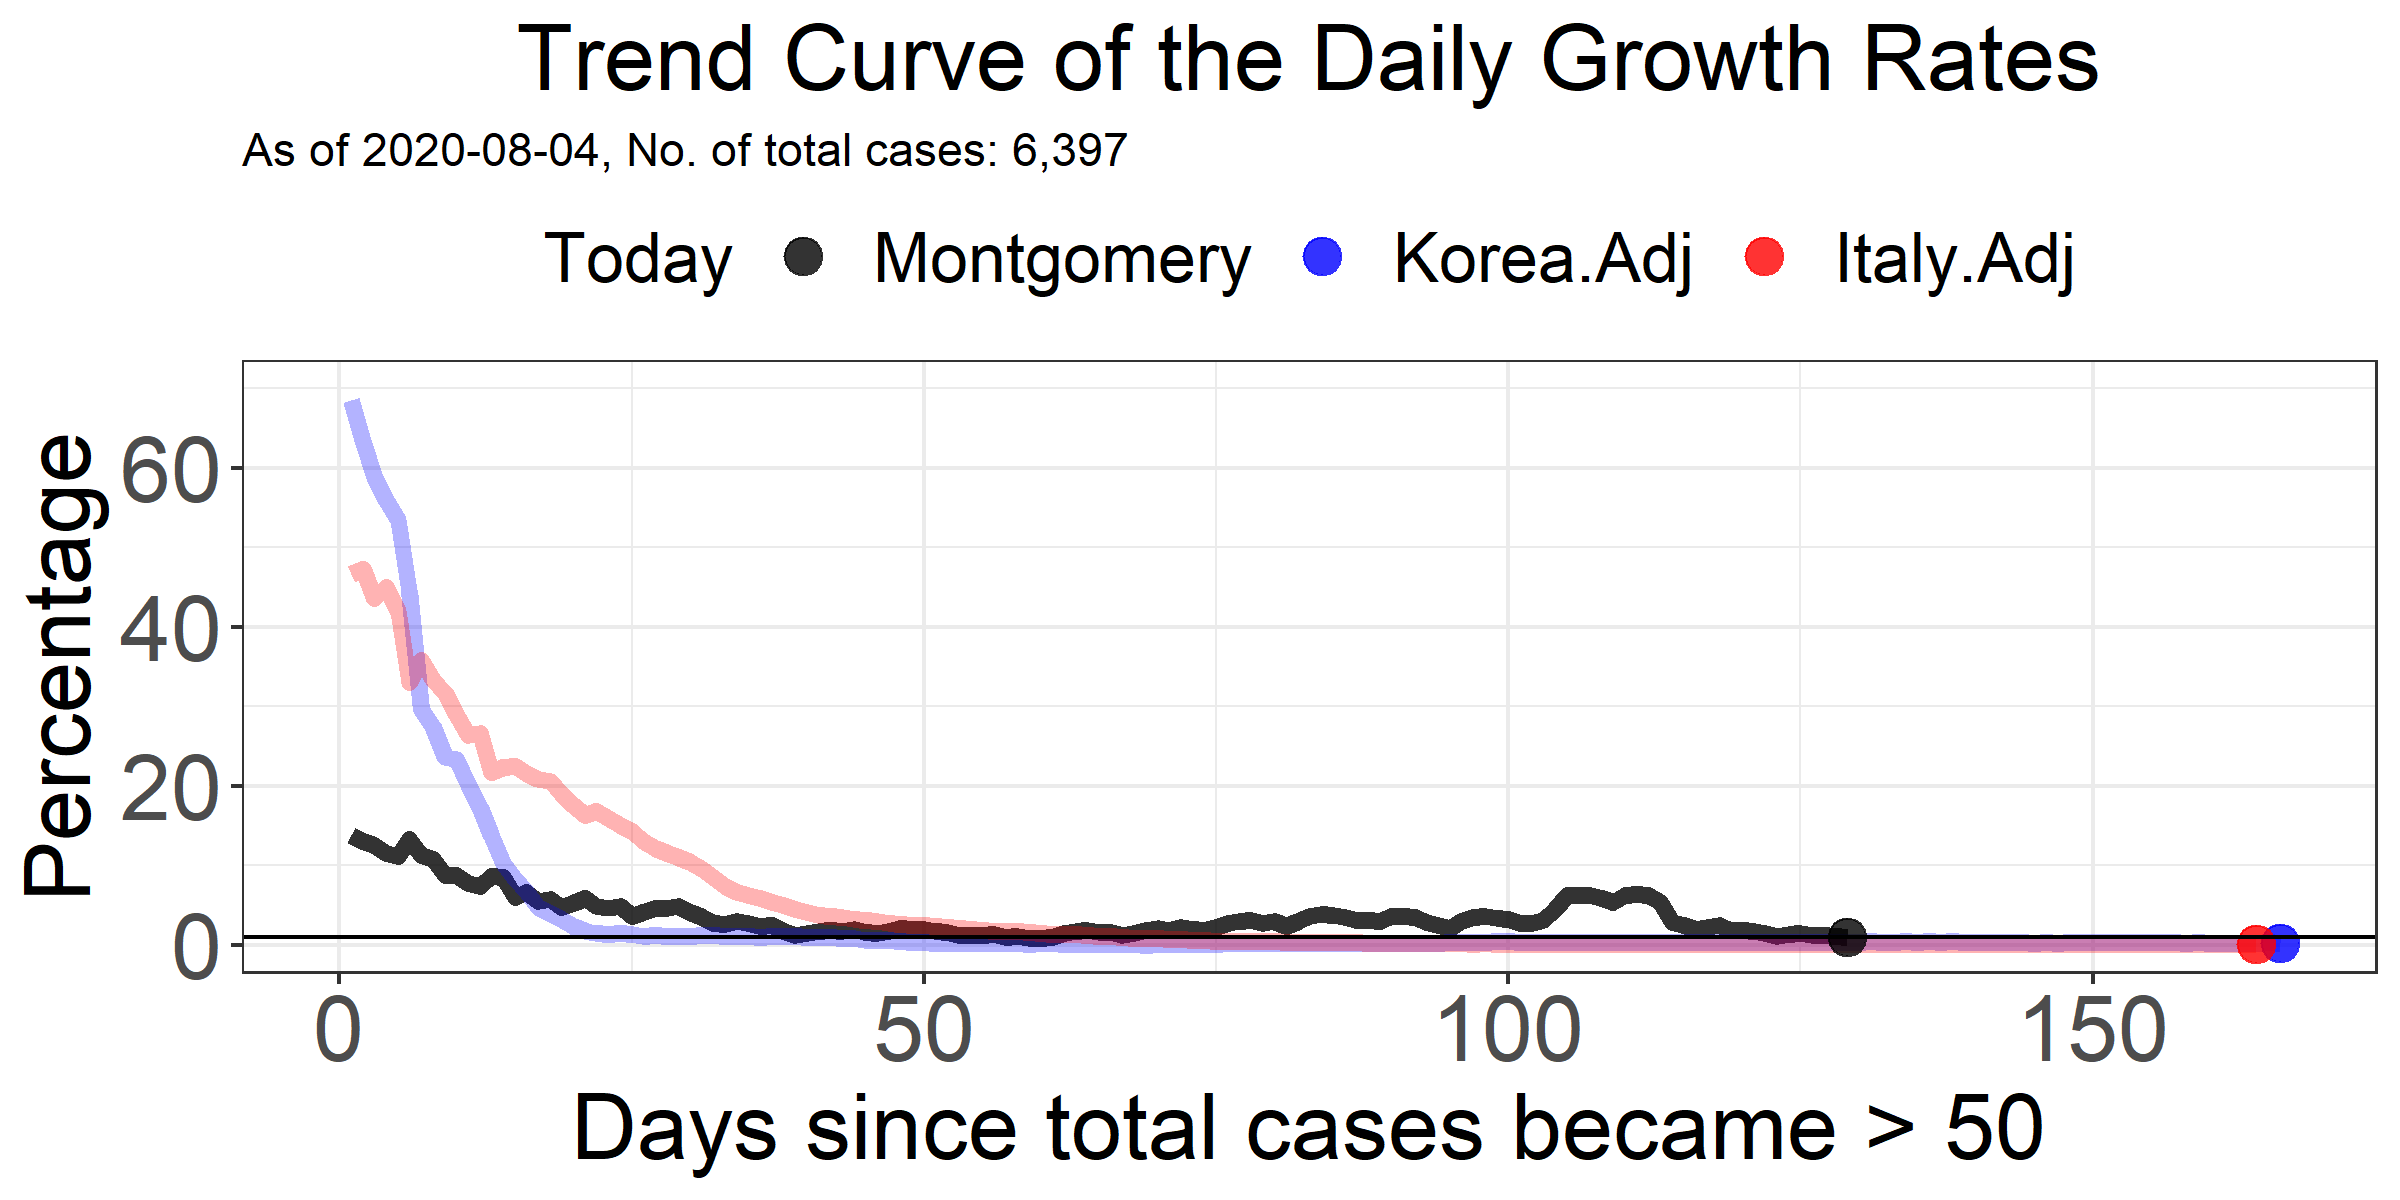 Trend Curve of the Daily Growth Rates
As of 2020-08-04, No. of total cases: 6,397
Today Montgomery Korea.Adj Italy.Adj
Percentage
60
40
20
0
0 50 100 150
Days since total cases became > 50